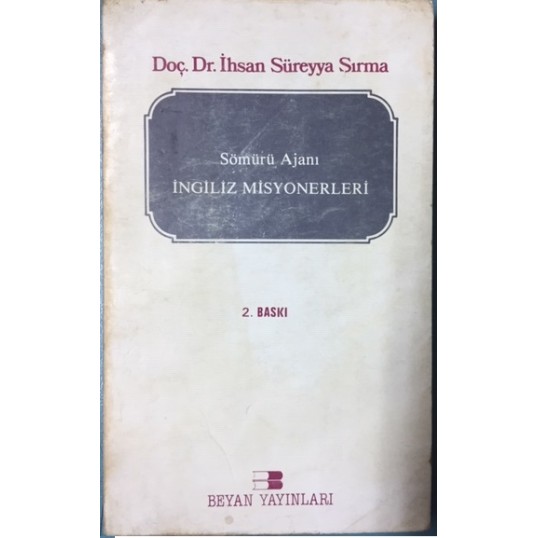 Doç. Dr. İhsan Süreyya Sırma
Sömürü Ajanı
İNGİLİZ MİSYONERLERİ
2. BASKI
BEYAN YAYINLARI